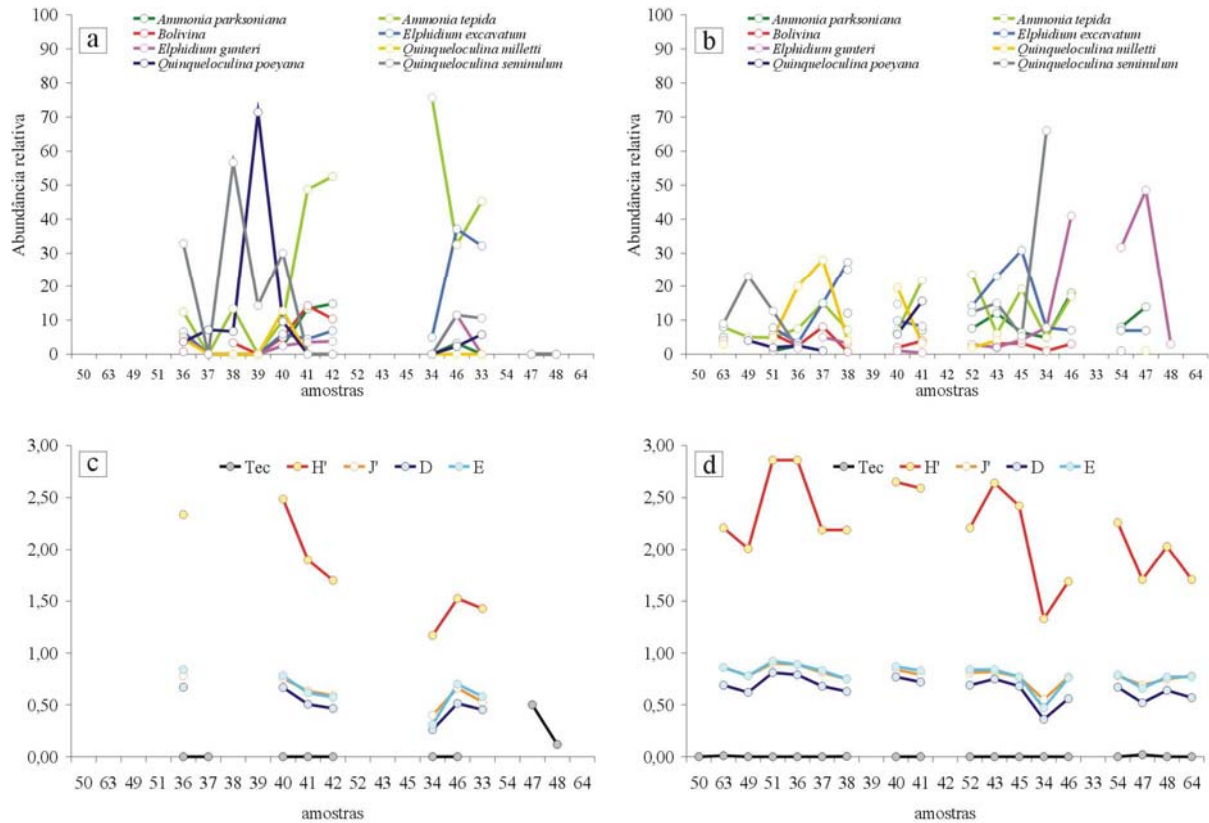 a
Ammonia parksoniana
Ammonia tepida
Bolivina
Elphidium excavatum
Elphidium gunteri
Quinqueloculina milletti
Quinqueloculina poeyana
Quinqueloculina seminulum
Abundância relativa
100
90
80
70
60
50
40
30
20
10
0
50 63 49 51 36 37 38 39 40 41 42 52 43 45 34 46 33 54 47 48 64
amostras
b
Ammonia parksoniana
Ammonia tepida
Bolivina
Elphidium excavatum
Elphidium gunteri
Quinqueloculina milletti
Quinqueloculina poeyana
Quinqueloculina seminulum
Abundância relativa
100
90
80
70
60
50
40
30
20
10
0
50 63 49 51 36 37 38 39 40 41 42 52 43 45 34 46 33 54 47 48 64
amostras
c
Tec H' J' D E
3,00
2,50
2,00
1,50
1,00
0,50
0,00
50 63 49 51 36 37 38 39 40 41 42 52 43 45 34 46 33 54 47 48 64
amostras
d
Tec H' J' D E
3,00
2,50
2,00
1,50
1,00
0,50
0,00
50 63 49 51 36 37 38 39 40 41 42 52 43 45 34 46 33 54 47 48 64
amostras